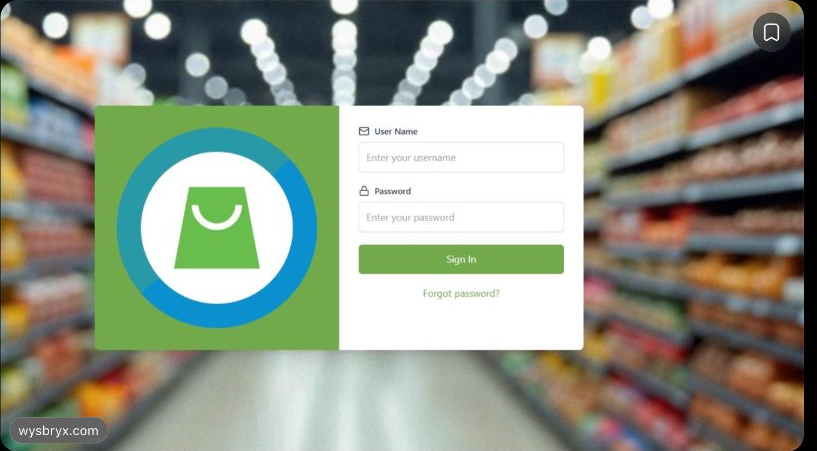 User Name
Enter your username
Password
Enter your password
Sign In
Forgot password?
wysbryx.com